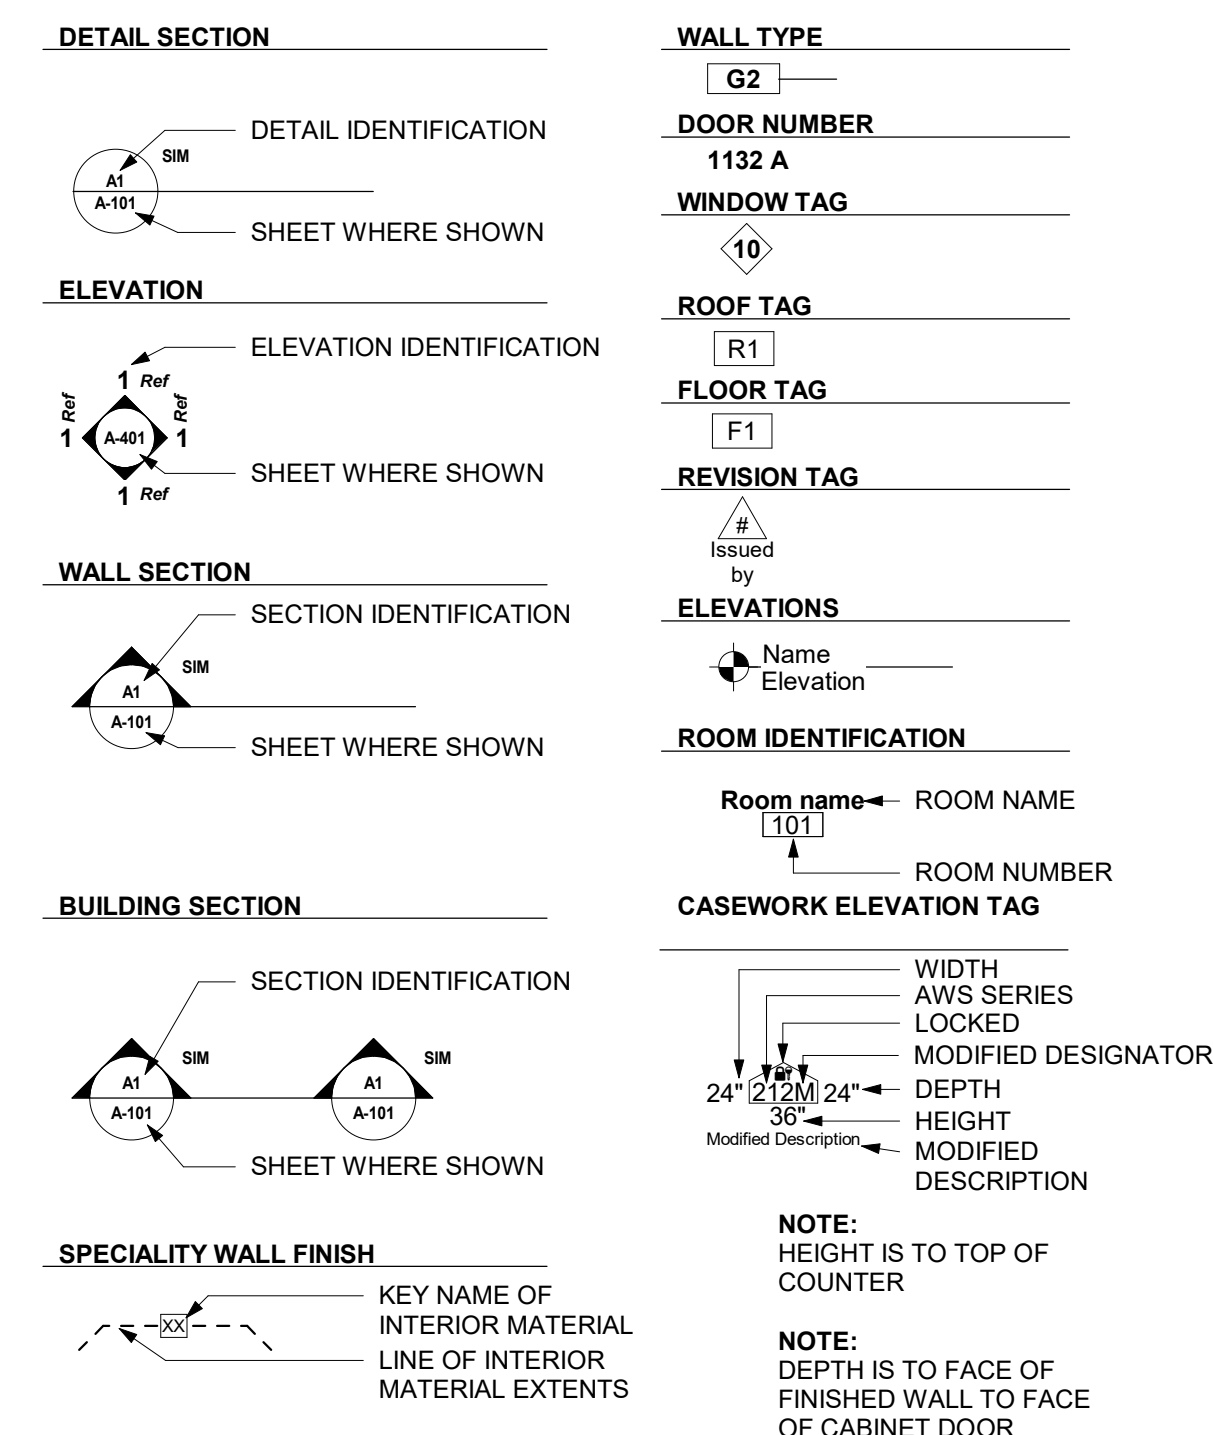 DETAIL SECTION
DETAIL IDENTIFICATION
SIM
A1
A-101
SHEET WHERE SHOWN
ELEVATION
ELEVATION IDENTIFICATION
1 Ref
1 Ref
A-401
1 Ref
1 Ref
SHEET WHERE SHOWN
WALL SECTION
SECTION IDENTIFICATION
SIM
A1
A-101
SHEET WHERE SHOWN
BUILDING SECTION
SECTION IDENTIFICATION
SIM
A1
A-101
SIM
A1
A-101
SHEET WHERE SHOWN
SPECIALITY WALL FINISH
KEY NAME OF
INTERIOR MATERIAL
XX
LINE OF INTERIOR
MATERIAL EXTENTS
WALL TYPE
G2
DOOR NUMBER
1132 A
WINDOW TAG
10
ROOF TAG
R1
FLOOR TAG
F1
REVISION TAG
#
Issued
by
ELEVATIONS
Name
Elevation
ROOM IDENTIFICATION
Room name
ROOM NAME
101
ROOM NUMBER
CASEWORK ELEVATION TAG
WIDTH
AWS SERIES
LOCKED
MODIFIED DESIGNATOR
24" 212M 24"
DEPTH
36"
HEIGHT
Modified Description
MODIFIED
DESCRIPTION
NOTE:
HEIGHT IS TO TOP OF
COUNTER
NOTE:
DEPTH IS TO FACE OF
FINISHED WALL TO FACE
OF CABINET DOOR